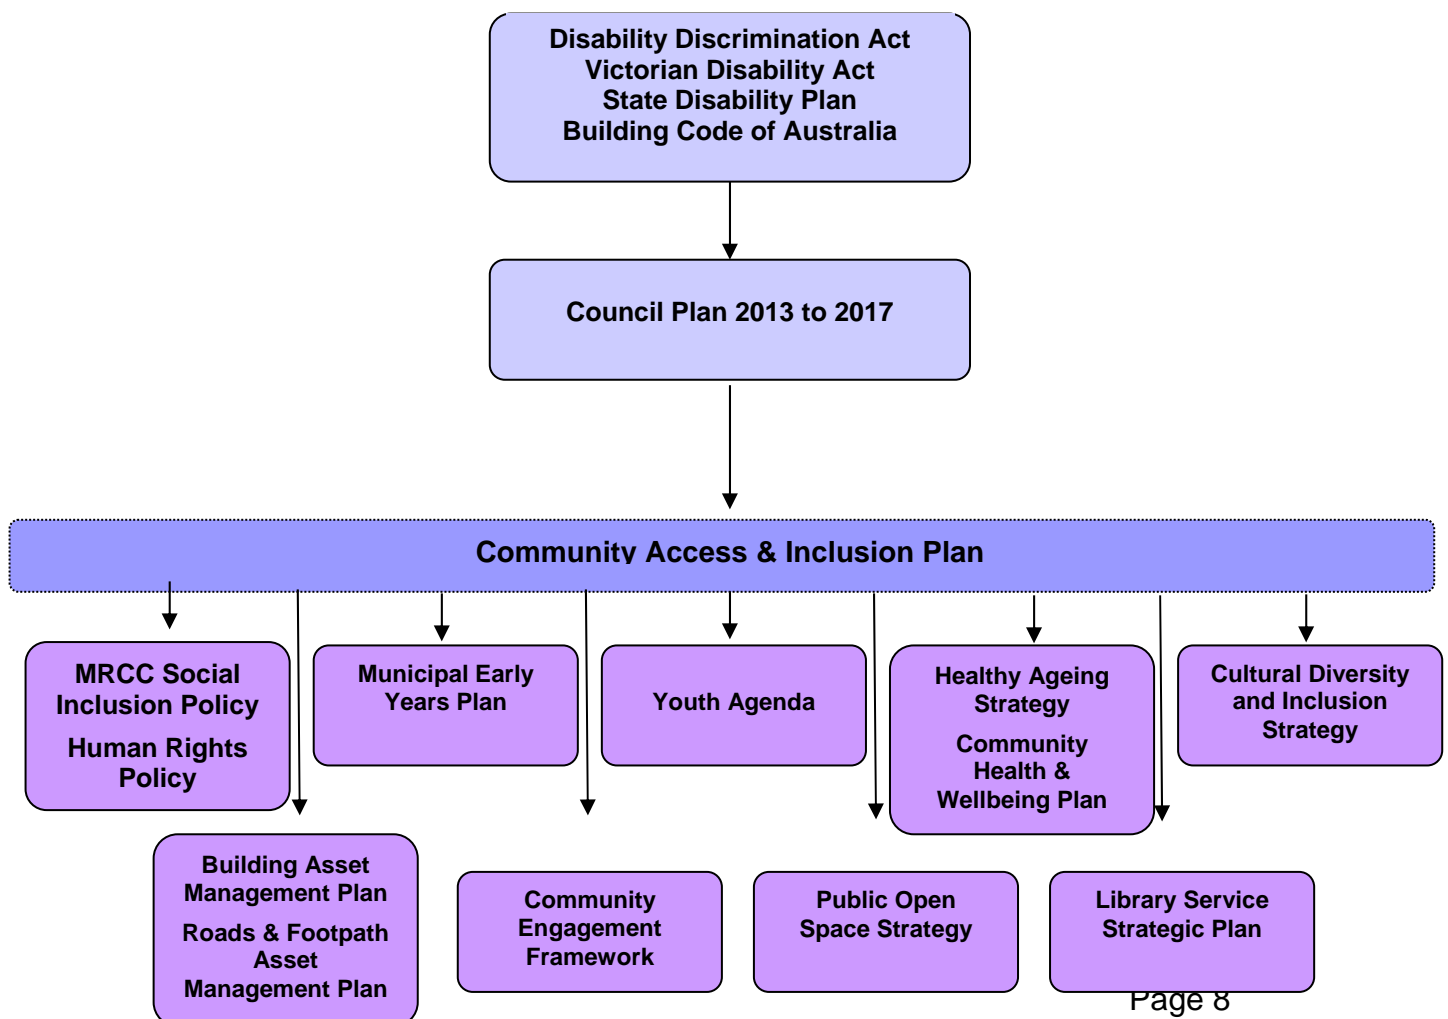 Disability Discrimination Act
Victorian Disability Act
State Disability Plan
Building Code of Australia
Council Plan 2013 to 2017
Community Access & Inclusion Plan
MRCC Social
Inclusion Policy
Human Rights
Policy
Municipal Early
Years Plan
Youth Agenda
Healthy Ageing
Strategy
Community
Health &
Wellbeing Plan
Cultural Diversity
and Inclusion
Strategy
Building Asset
Management Plan
Roads & Footpath
Asset
Management Plan
Community
Engagement
Framework
Public Open
Space Strategy
Library Service
Strategic Plan
Page 8